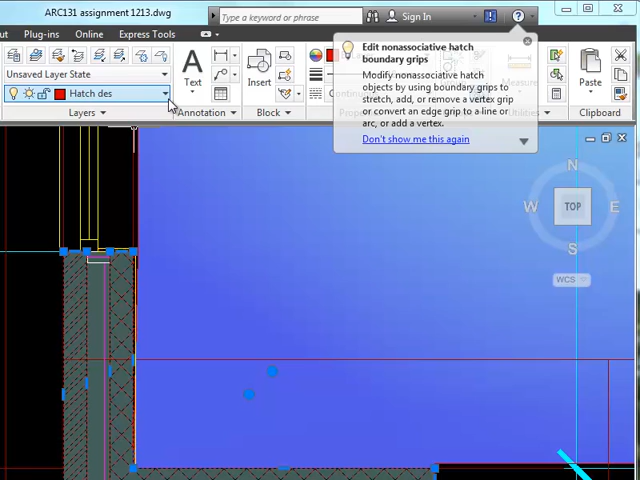 ARC131 assignment 1213.dwg
Type a keyword or phrase
Sign In
?
out
Plug-ins
Online
Express Tools
Unsaved Layer State
Hatch des
Layers
Text
Annotation
Insert
Block
Edit nonassociative hatch
boundary grips
Modify nonassociative hatch
objects by using boundary grips to
stretch, add, or remove a vertex grip
or convert an edge grip to a line or
arc, or add a vertex.
Don't show me this again
Measure
Utilities
Paste
Clipboard
N
W
TOP
E
S
WCS